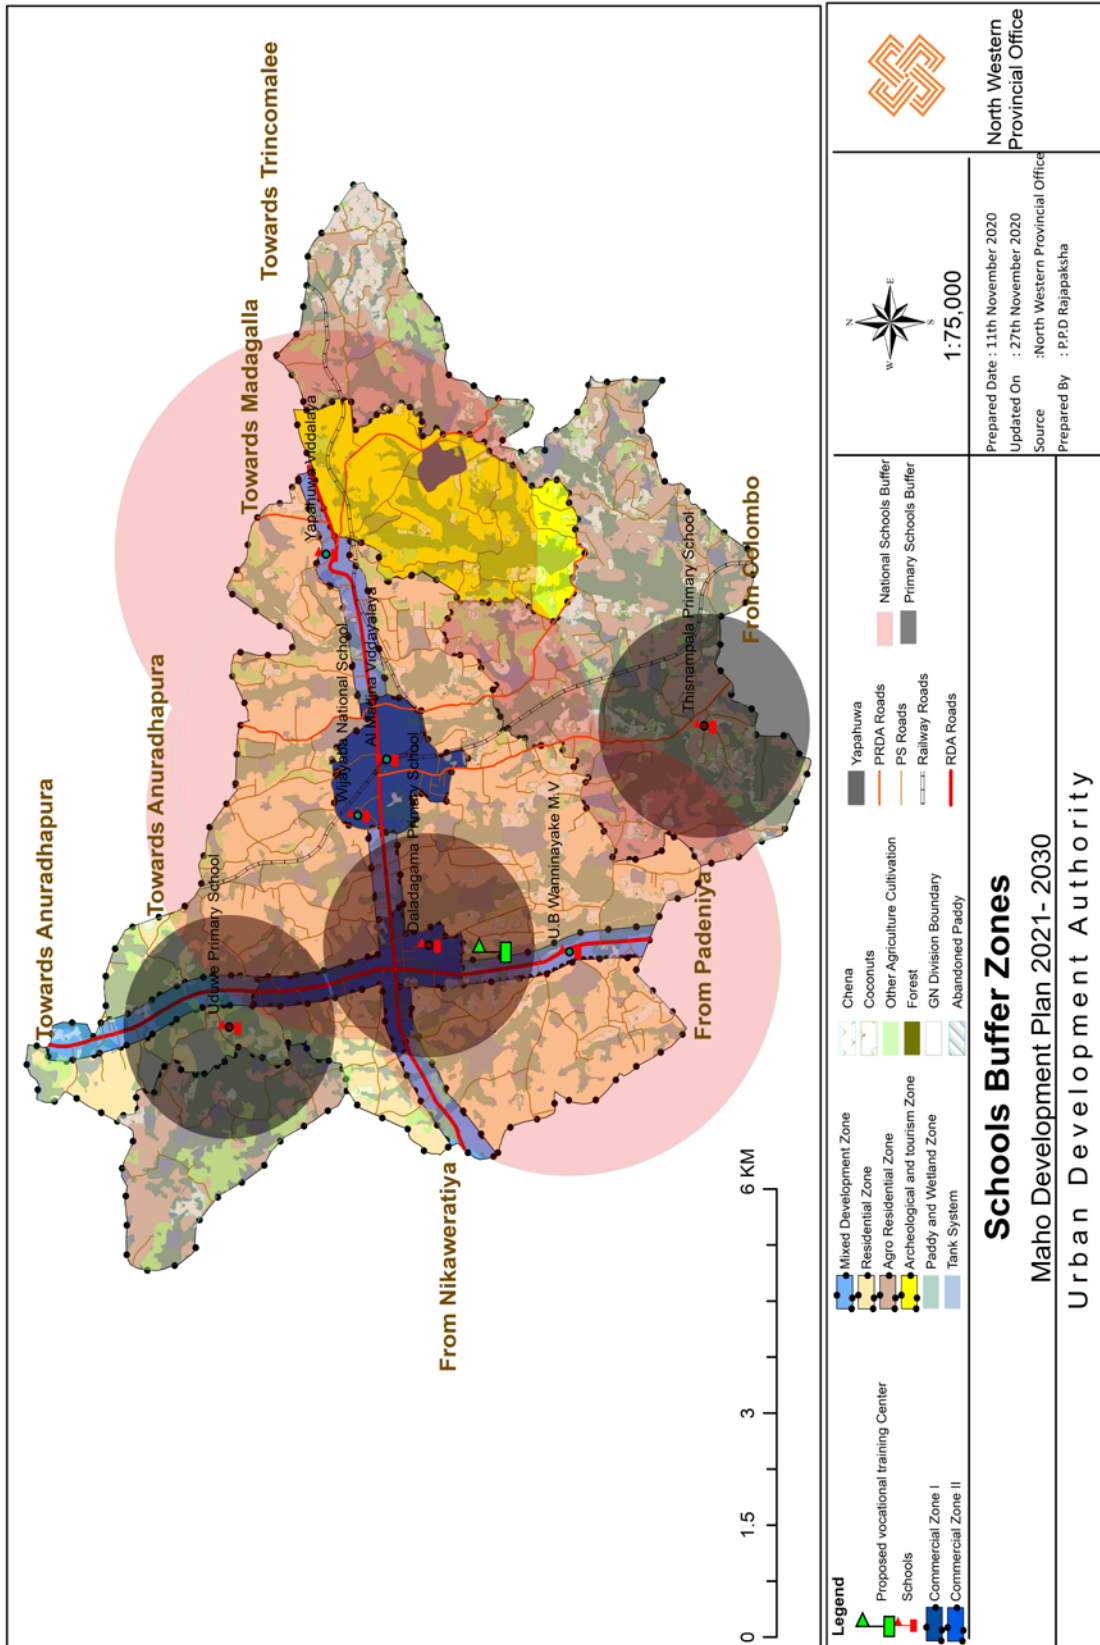 Towards Anuradhapura
Towards Anuradhapura
Towards Madagalla
Towards Trincomalee
From Nikaweratiya
From Padeniya
From Colombo
Uduwe Primary School
Daladagama Primary School
Wijayaba National School
Al Madina Viddayalaya
Yapahuwa Viddalaya
U.B Wanninayake M.V
Thisnampala Primary School
0 1.5 3 6 KM
Legend
Proposed vocational training Center
Schools
Commercial Zone I
Commercial Zone II
Mixed Development Zone
Residential Zone
Agro Residential Zone
Archeological and tourism Zone
Paddy and Wetland Zone
Tank System
Chena
Coconuts
Other Agriculture Cultivation
Forest
GN Division Boundary
Abandoned Paddy
Yapahuwa
PRDA Roads
PS Roads
Railway Roads
RDA Roads
National Schools Buffer
Primary Schools Buffer
Schools Buffer Zones
Maho Development Plan 2021- 2030
Urban Development Authority
N
W E
S
1:75,000
Prepared Date : 11th November 2020
Updated On : 27th November 2020
Source :North Western Provincial Office
Prepared By : P.P.D Rajapaksha
North Western
Provincial Office